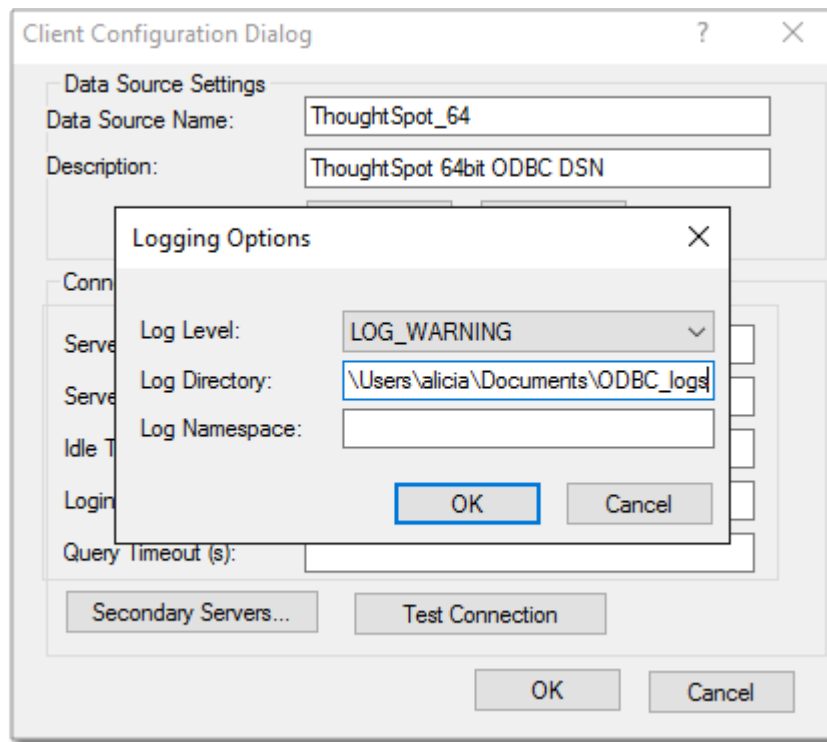 Client Configuration Dialog
Data Source Settings
Data Source Name: ThoughtSpot_64
Description: ThoughtSpot 64bit ODBC DSN
Logging Options
Log Level: LOG_WARNING
Log Directory: \Users\alicia\Documents\ODBC_logs
Log Namespace:
OK Cancel
Query Timeout (s):
Secondary Servers... Test Connection
OK Cancel